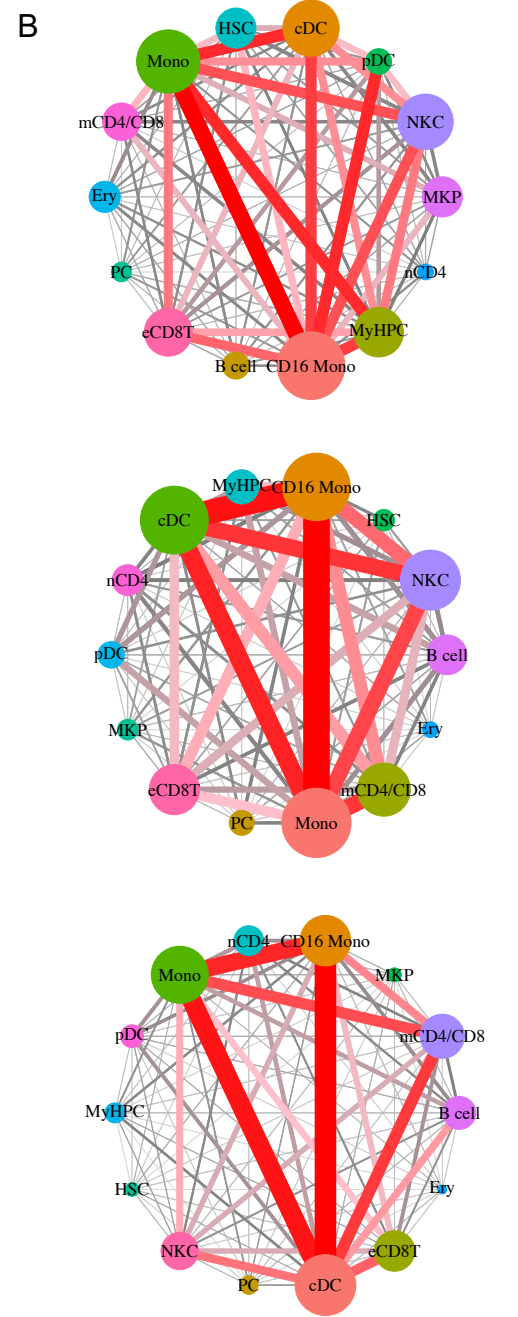 B
HSC
cDC
Mono
pDC
mCD4/CD8
NKC
Ery
MKP
PC
nCD4
eCD8T
MyHPC
B cell
CD16 Mono
MyHPC
CD16 Mono
cDC
HSC
nCD4
NKC
pDC
B cell
MKP
Ery
eCD8T
mCD4/CD8
PC
Mono
nCD4
CD16 Mono
Mono
MKP
pDC
mCD4/CD8
MyHPC
B cell
HSC
Ery
NKC
eCD8T
PC
cDC